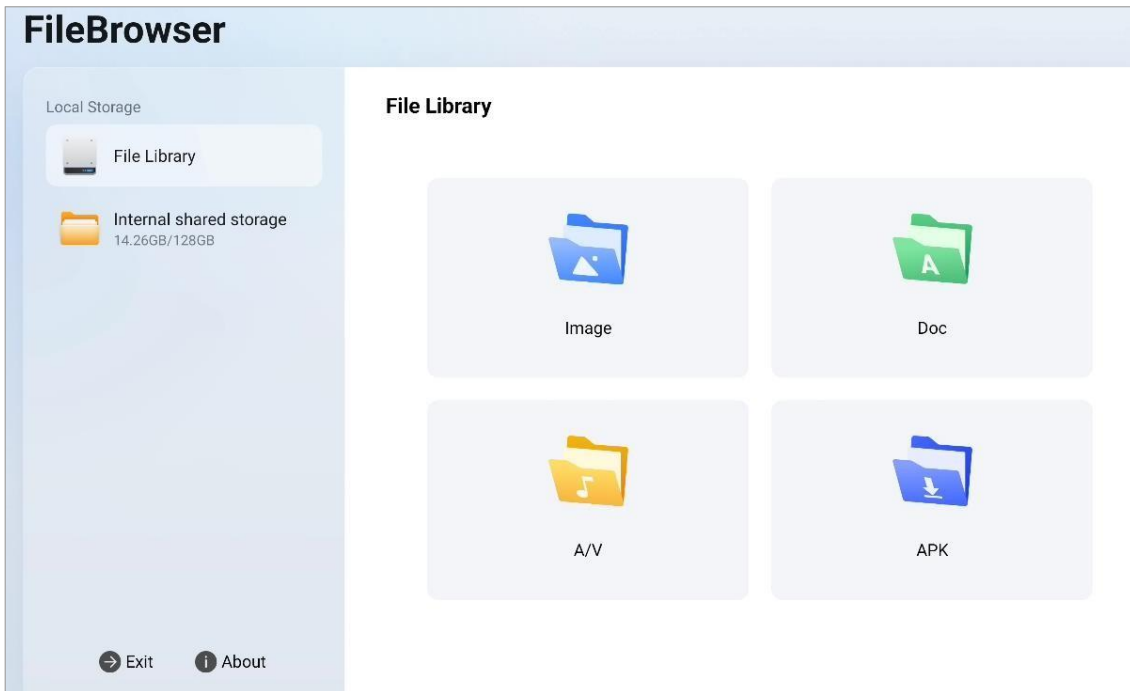 FileBrowser
Local Storage
File Library
Internal shared storage
14.26GB/128GB
Exit
About
File Library
Image
Doc
A
A/V
APK